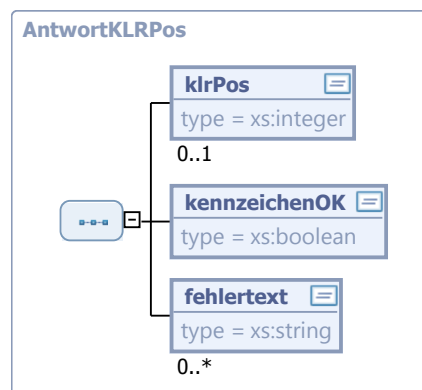 AntwortKLRPos
klrPos
type = xs:integer
0..1
kennzeichenOK
type = xs:boolean
fehlertext
type = xs:string
0..*